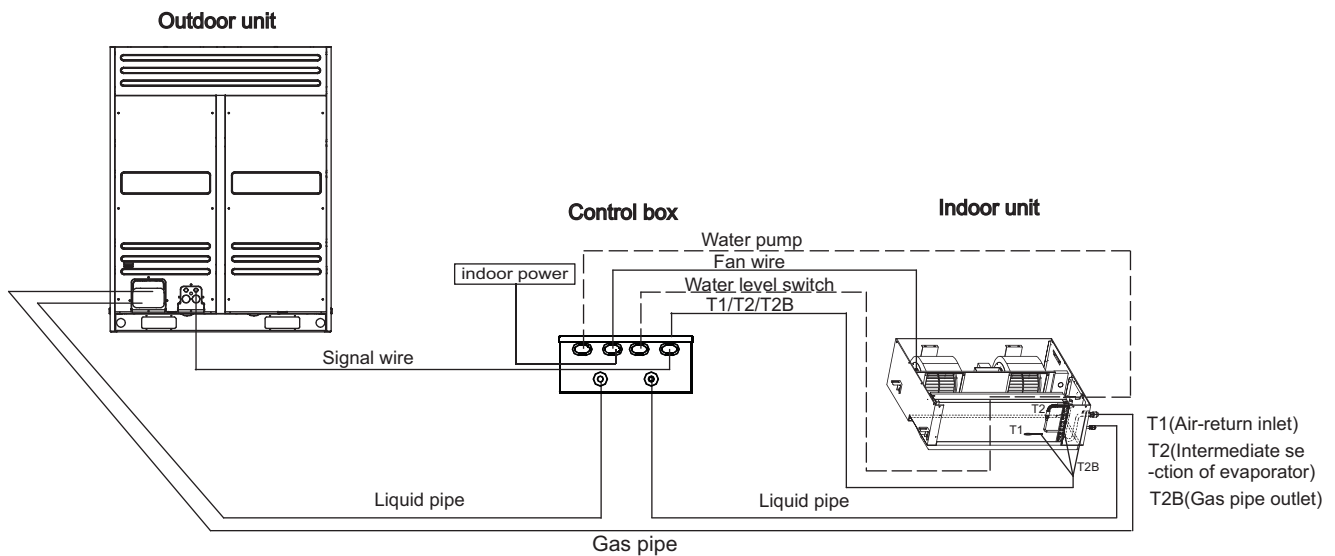 Outdoor unit
Control box
Indoor unit
Water pump
indoor power
Fan wire
Water level switch
T1/T2/T2B
Signal wire
T2
T1
T2B
T1(Air-return inlet)
T2(Intermediate se
-ction of evaporator)
T2B(Gas pipe outlet)
Liquid pipe
Liquid pipe
Gas pipe